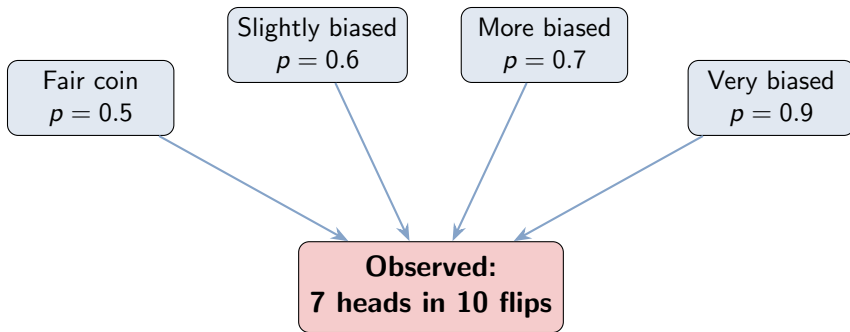 Fair coin
p = 0.5
Slightly biased
p = 0.6
More biased
p = 0.7
Very biased
p = 0.9
Observed:
7 heads in 10 flips